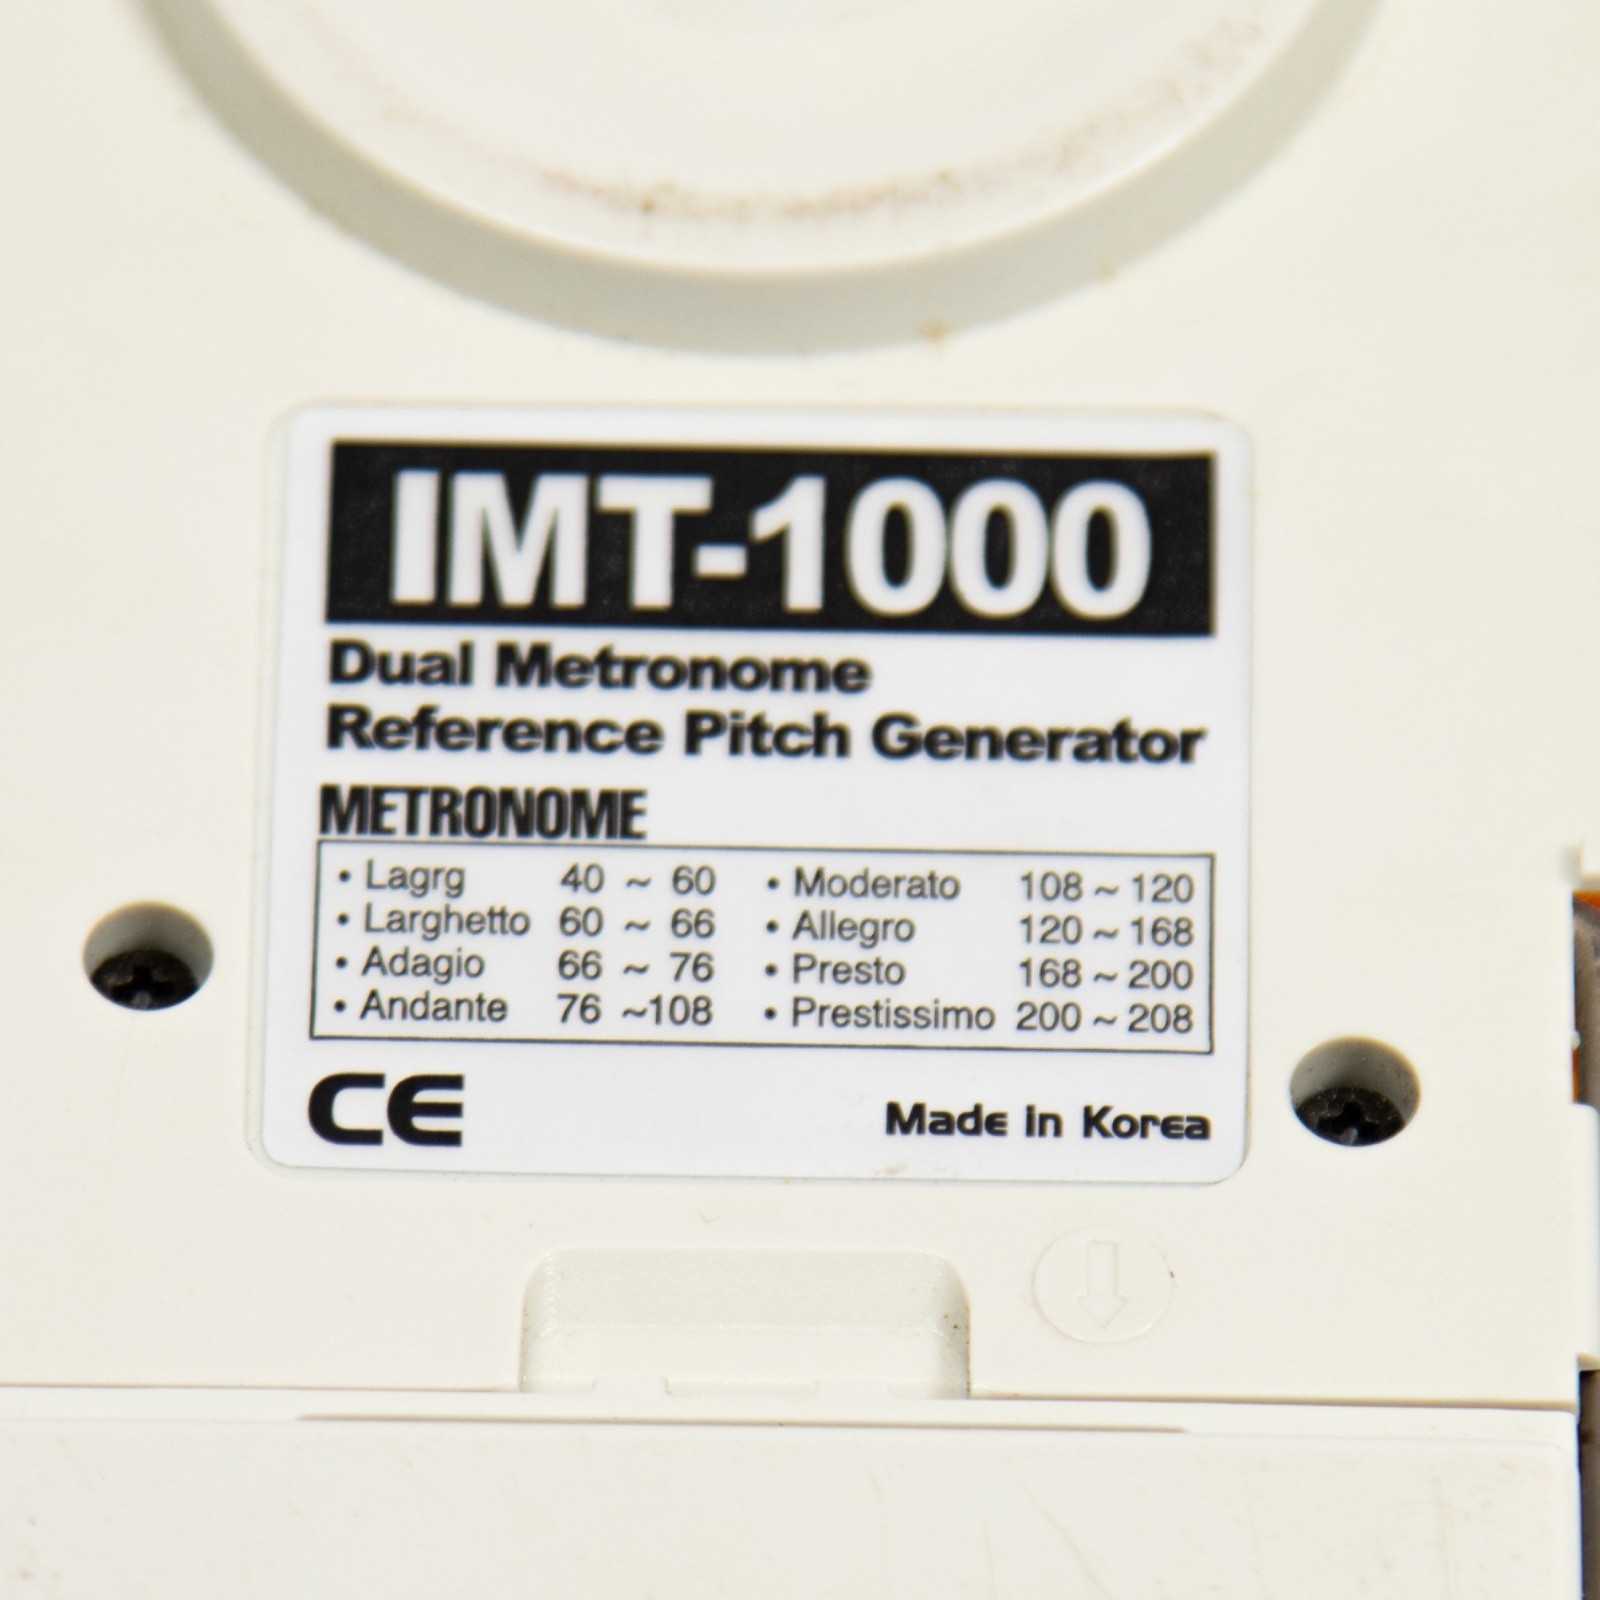 IMT-1000
Dual Metronome
Reference Pitch Generator
METRONOME
• Lagrg 40 ~ 60 • Moderato 108 ~ 120
• Larghetto 60 ~ 66 • Allegro 120 ~ 168
• Adagio 66 ~ 76 • Presto 168 ~ 200
• Andante 76 ~108 • Prestissimo 200 ~ 208
CE Made in Korea